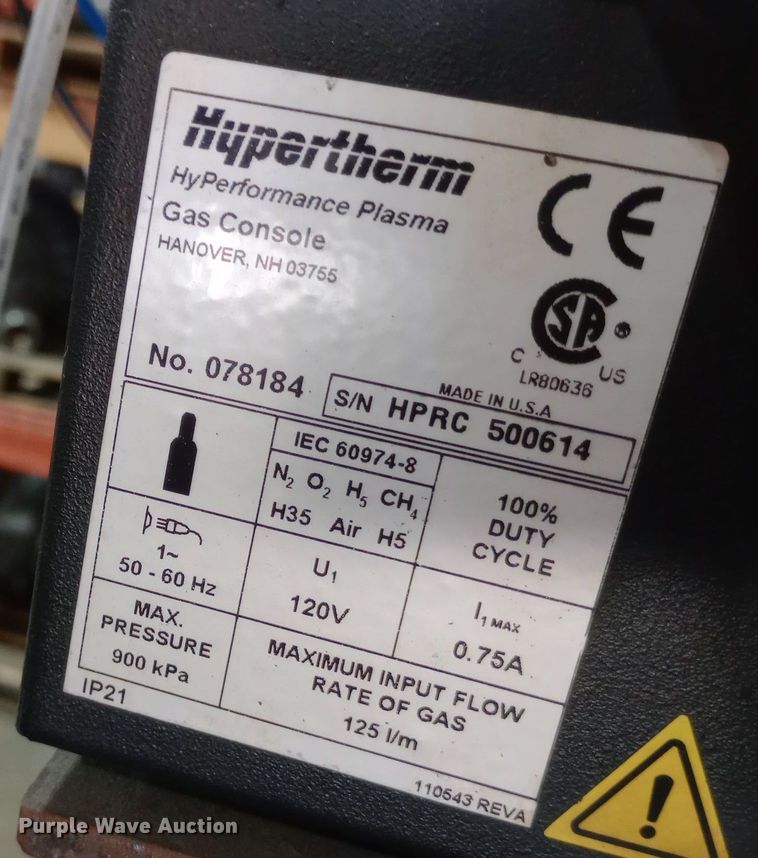 Hypertherm
HyPerformance Plasma
Gas Console
HANOVER, NH 03755
CE
SA
C US
LR80636
MADE IN U.S.A
No. 078184
S/N HPRC 500614
IEC 60974-8
N2 O2 H5 CH4
H35 Air H5
100%
DUTY
CYCLE
1~
50 - 60 Hz
U1
120V
I1 MAX
0.75A
MAX.
PRESSURE
900 kPa
MAXIMUM INPUT FLOW
RATE OF GAS
125 l/m
IP21
110543 REVA
!
Purple Wave Auction